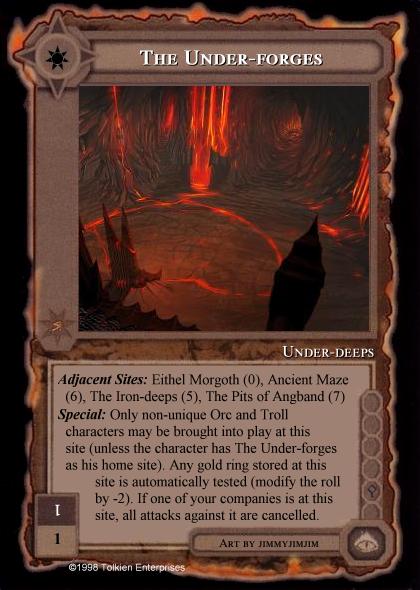 The Under-forges
Under-deeps
Adjacent Sites: Eithel Morgoth (0), Ancient Maze
(6), The Iron-deeps (5), The Pits of Angband (7)
Special: Only non-unique Orc and Troll
characters may be brought into play at this
site (unless the character has The Under-forges
as his home site). Any gold ring stored at this
site is automatically tested (modify the roll
by -2). If one of your companies is at this
site, all attacks against it are cancelled.
I
1
Art by jimmyjimjim
©1998 Tolkien Enterprises